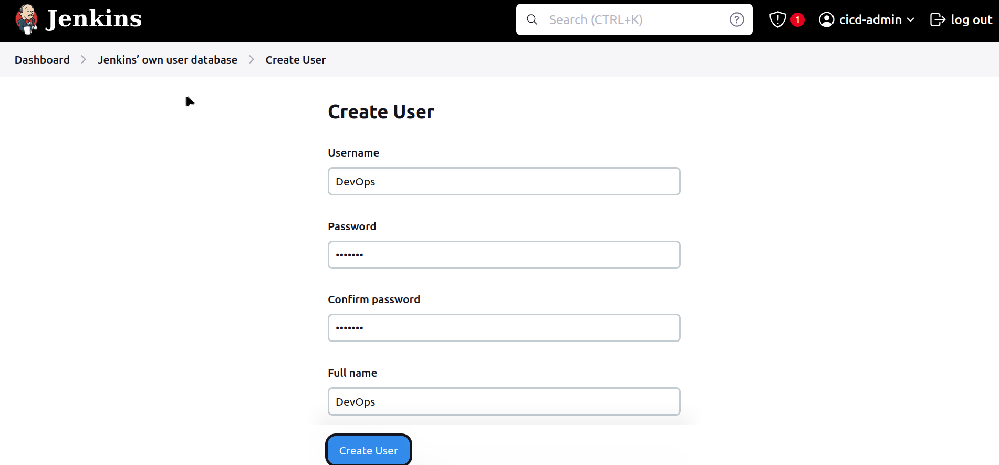 Jenkins
Search (CTRL+K)
?
! 1 cicd-admin log out
Dashboard > Jenkins’ own user database > Create User
Create User
Username
DevOps
Password
•••••••
Confirm password
•••••••
Full name
DevOps
Create User